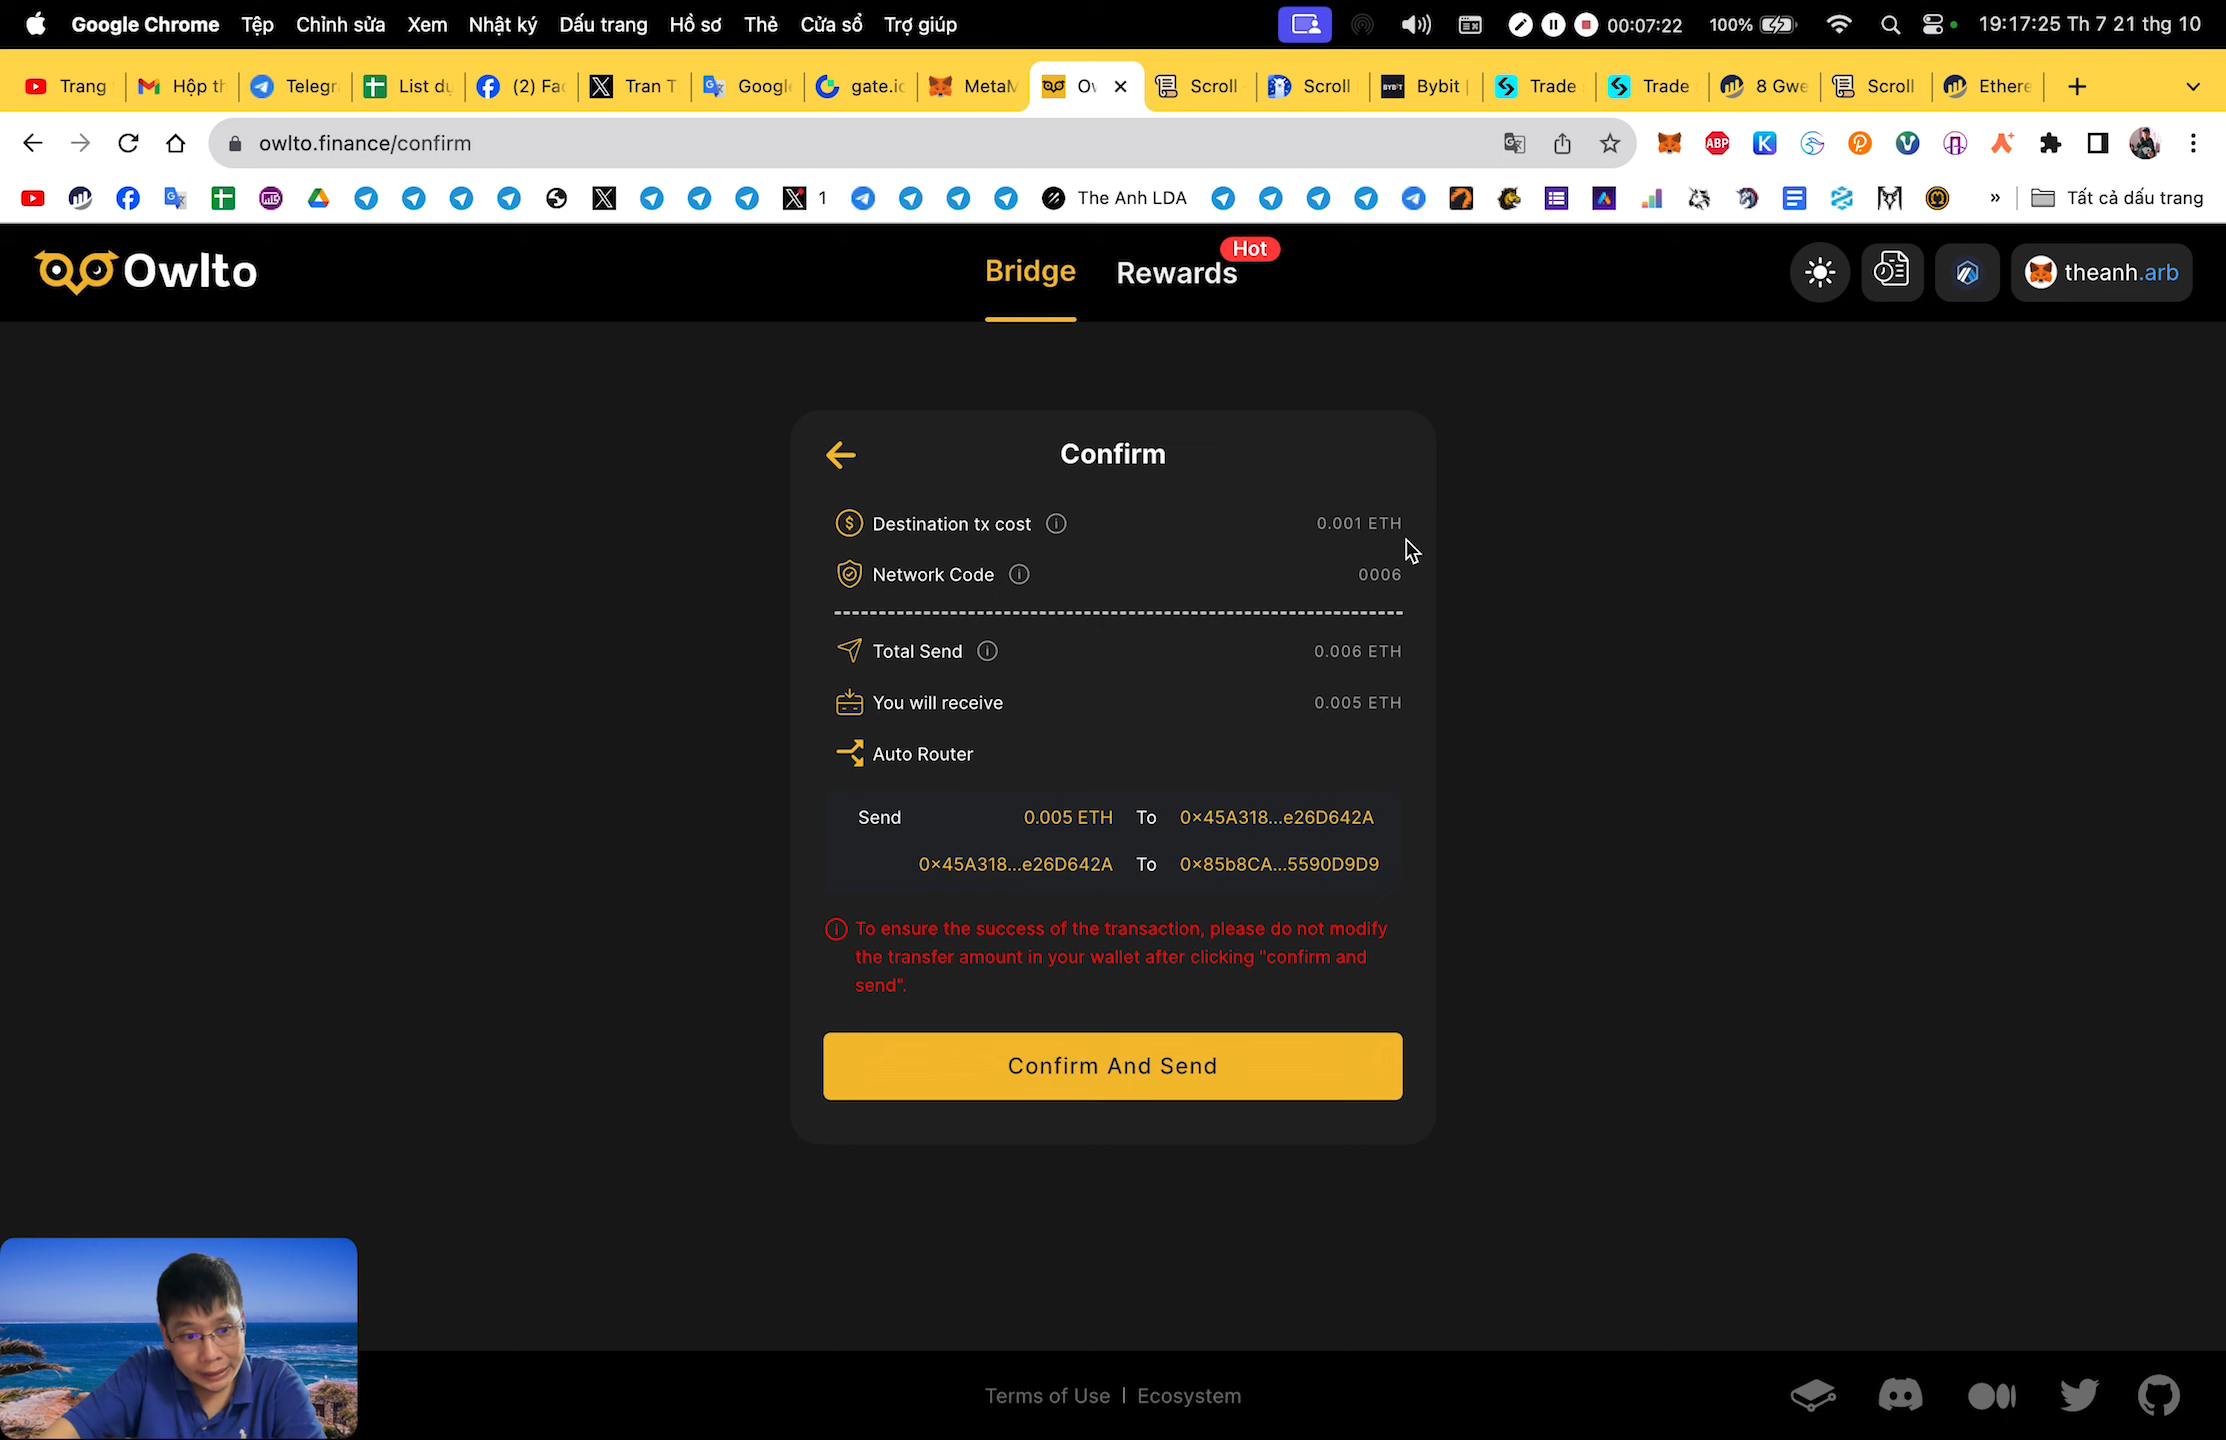 Google Chrome Tệp Chỉnh sửa Xem Nhật ký Dấu trang Hồ sơ Thẻ Cửa sổ Trợ giúp 00:07:22 100% 19:17:25 Th 7 21 thg 10
Trang Hộp th Telegr List dự (2) Fac Tran T Google gate.io MetaM Ow Scroll Scroll Bybit Trade Trade 8 Gwe Scroll Ethere
owlto.finance/confirm
1 The Anh LDA » Tất cả dấu trang
Owlto Bridge Rewards Hot theanh.arb
Confirm
Destination tx cost 0.001 ETH
Network Code 0006
Total Send 0.006 ETH
You will receive 0.005 ETH
Auto Router
Send 0.005 ETH To 0x45A318...e26D642A
0x45A318...e26D642A To 0x85b8CA...5590D9D9
To ensure the success of the transaction, please do not modify
the transfer amount in your wallet after clicking "confirm and
send".
Confirm And Send
Terms of Use | Ecosystem